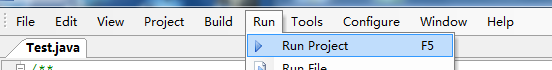 File Edit View Project Build Run Tools Configure Window Help
Run Project F5
Test.java
Run File
/**